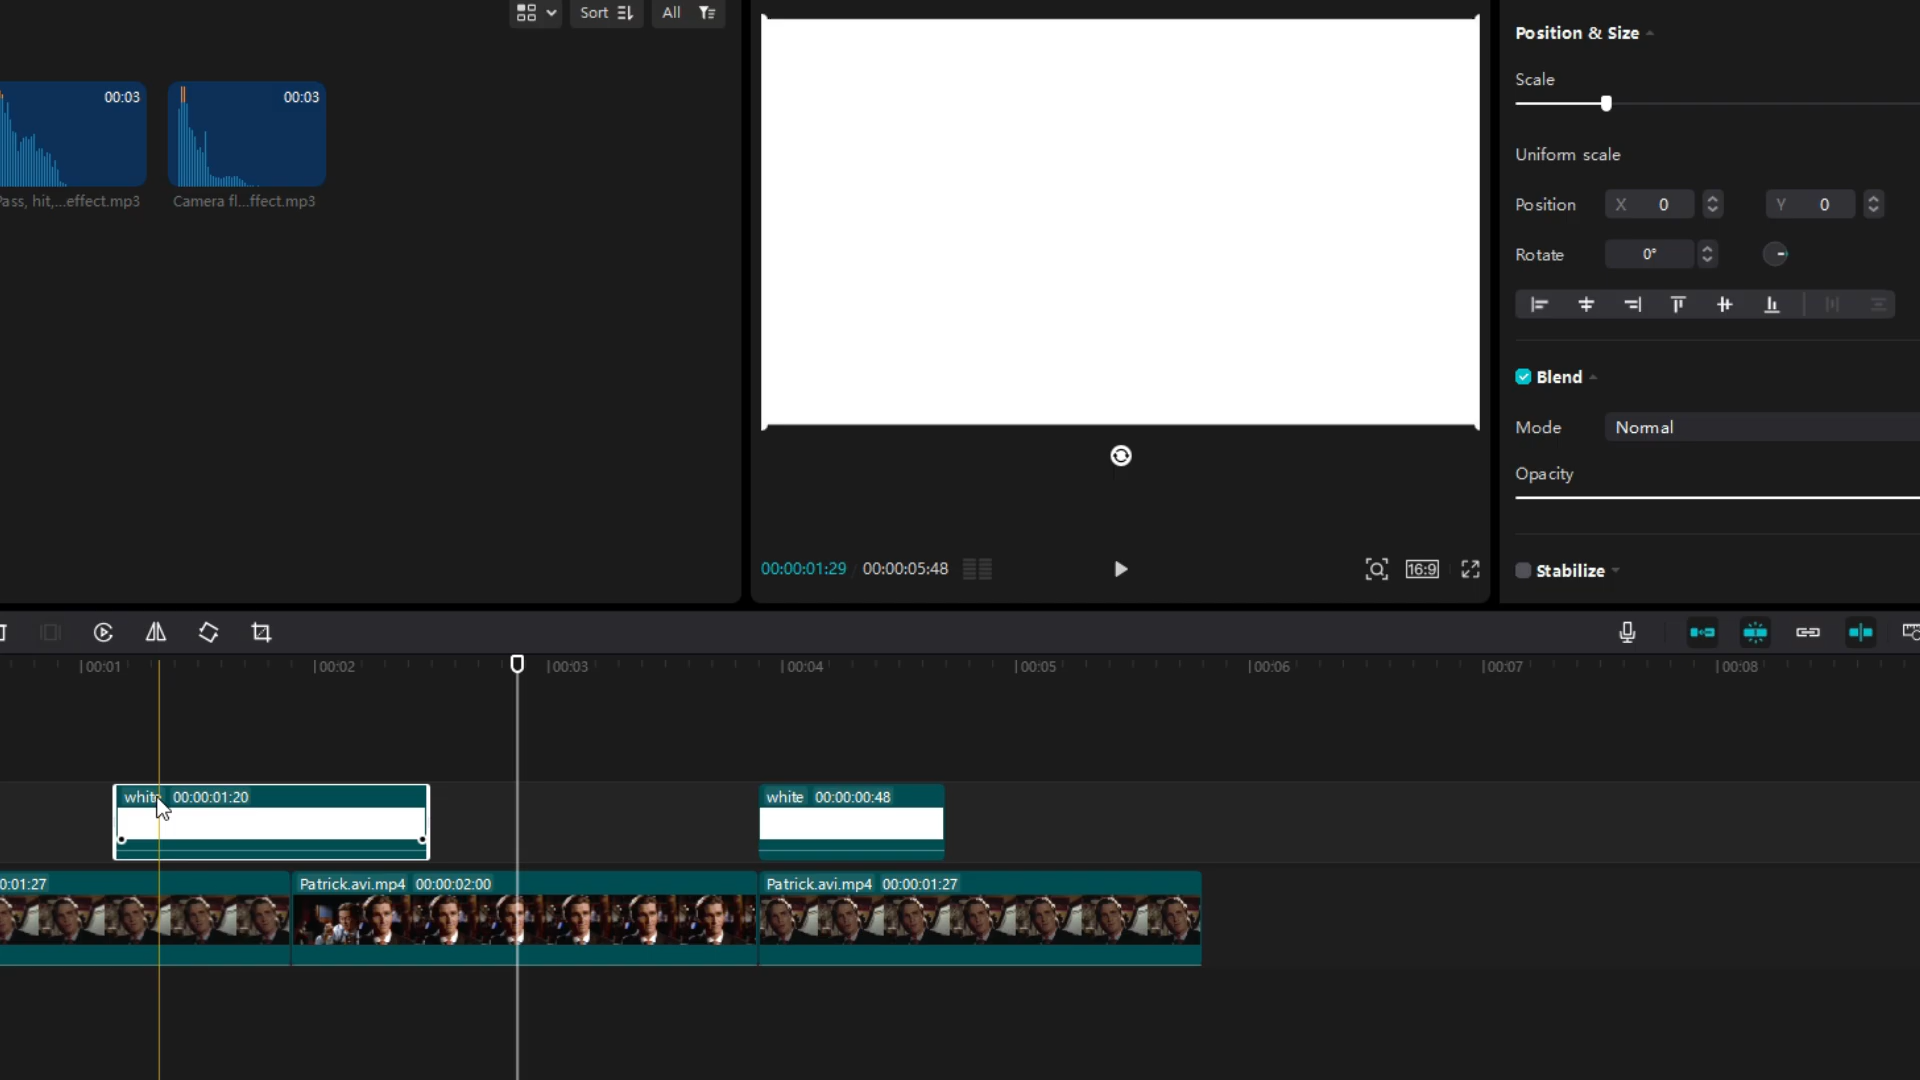 Sort
All
Position & Size
Scale
00:03
00:03
Uniform scale
Pass, hit,...effect.mp3
Camera fl...ffect.mp3
Position
X 0
Y 0
Rotate
0°
Blend
Mode
Normal
Opacity
00:00:01:29
00:00:05:48
16:9
Stabilize
00:01
00:02
00:03
00:04
00:05
00:06
00:07
00:08
white 00:00:01:20
white 00:00:00:48
0:01:27
Patrick.avi.mp4 00:00:02:00
Patrick.avi.mp4 00:00:01:27